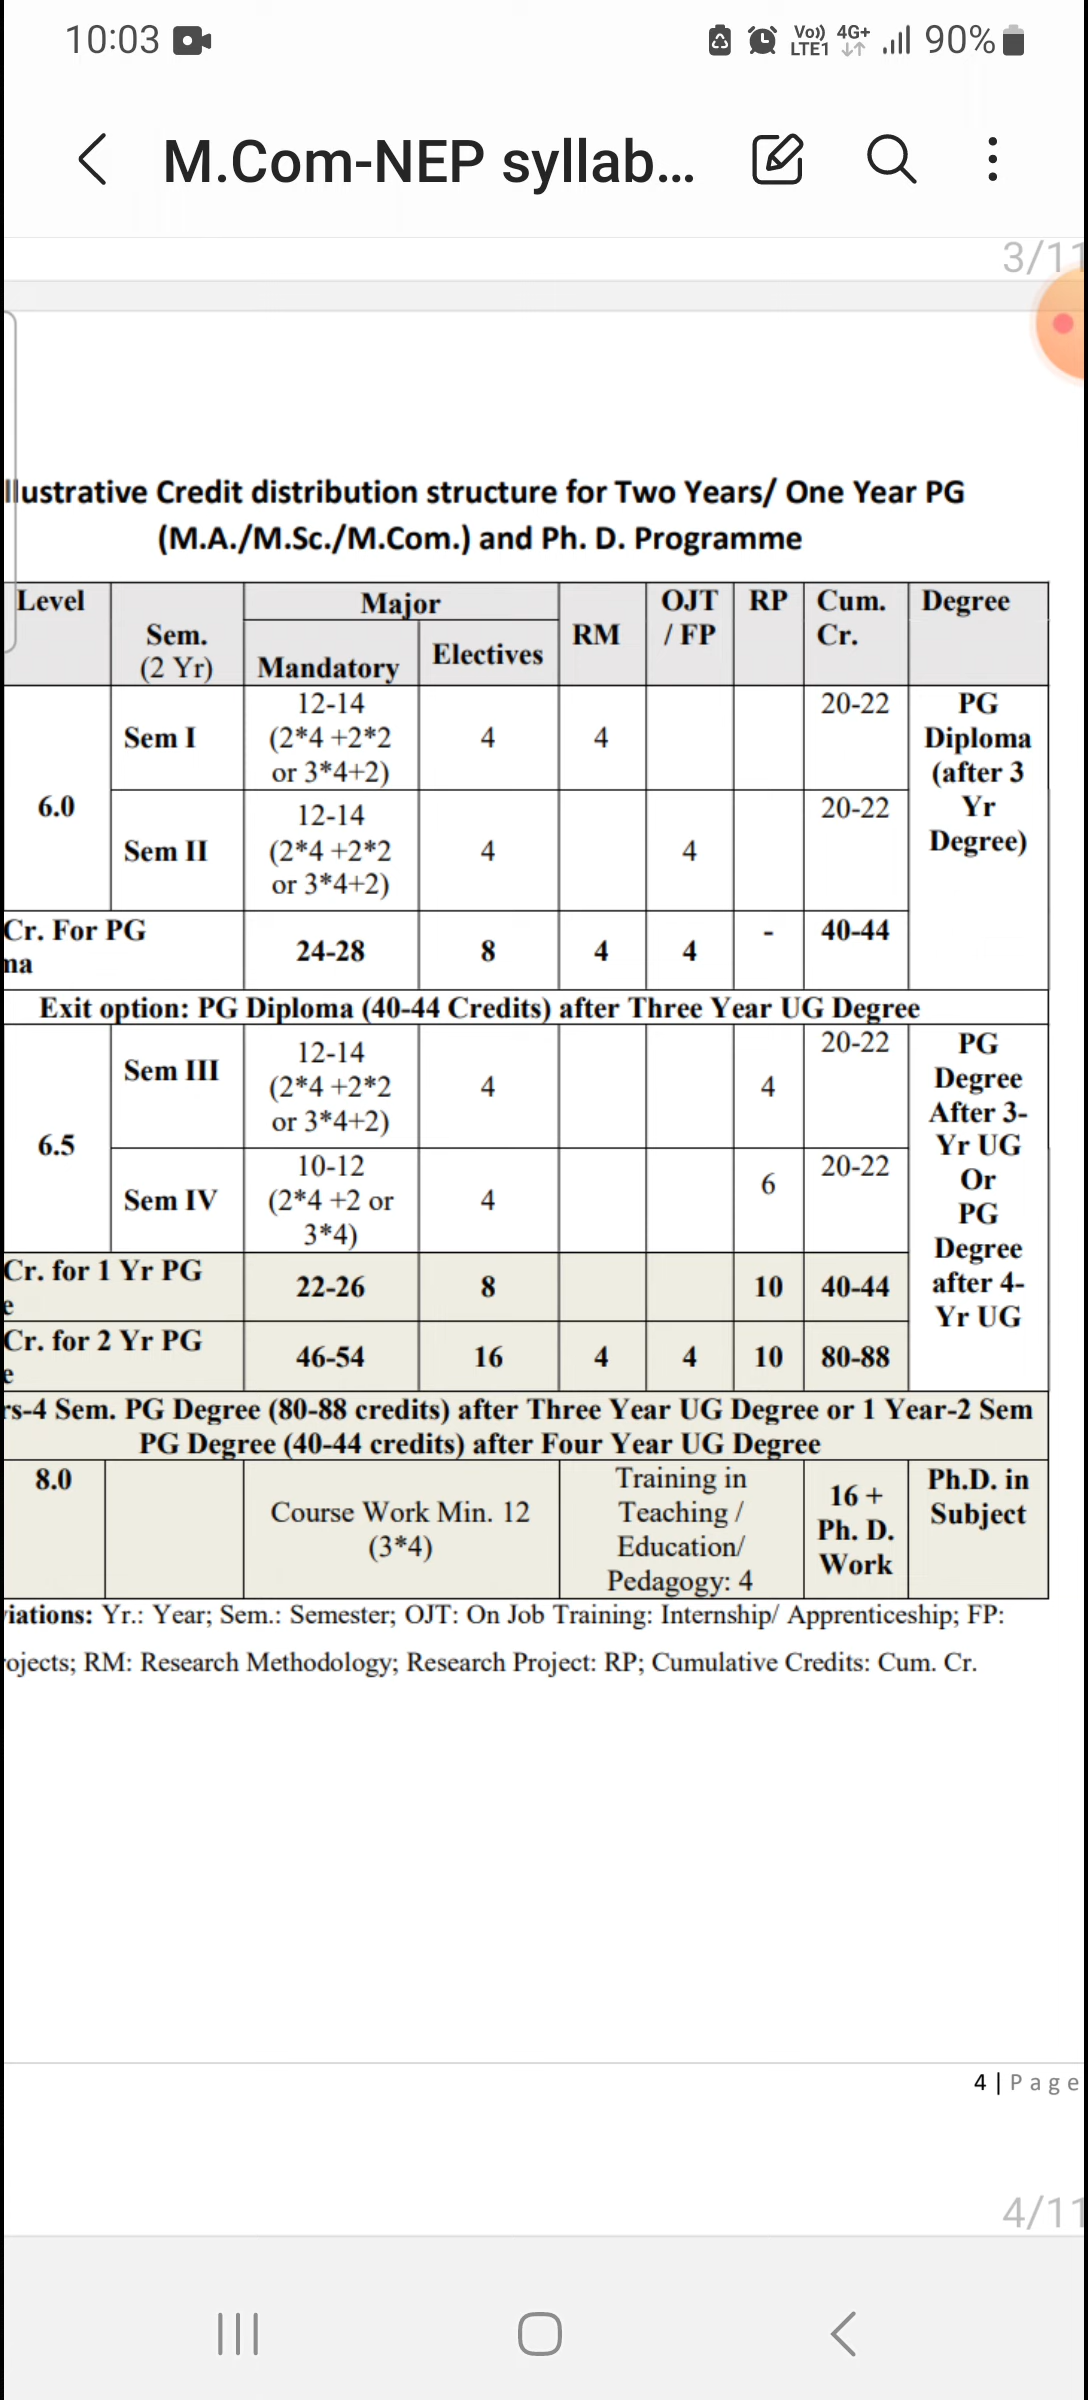 10:03
Vo)) 4G+
LTE1
90%
M.Com-NEP syllab...
3/11
llustrative Credit distribution structure for Two Years/ One Year PG
(M.A./M.Sc./M.Com.) and Ph. D. Programme
Level
Sem.
(2 Yr)
Major
Mandatory
Electives
RM
OJT
/ FP
RP
Cum.
Cr.
Degree
6.0
Sem I
12-14
(2*4 +2*2
or 3*4+2)
4
4
20-22
PG
Diploma
(after 3
Yr
Degree)
Sem II
12-14
(2*4 +2*2
or 3*4+2)
4
4
20-22
Cr. For PG
ma
24-28
8
4
4
-
40-44
Exit option: PG Diploma (40-44 Credits) after Three Year UG Degree
6.5
Sem III
12-14
(2*4 +2*2
or 3*4+2)
4
4
20-22
PG
Degree
After 3-
Yr UG
Or
PG
Degree
after 4-
Yr UG
Sem IV
10-12
(2*4 +2 or
3*4)
4
6
20-22
Cr. for 1 Yr PG
e
22-26
8
10
40-44
Cr. for 2 Yr PG
e
46-54
16
4
4
10
80-88
rs-4 Sem. PG Degree (80-88 credits) after Three Year UG Degree or 1 Year-2 Sem
PG Degree (40-44 credits) after Four Year UG Degree
8.0
Course Work Min. 12
(3*4)
Training in
Teaching /
Education/
Pedagogy: 4
16 +
Ph. D.
Work
Ph.D. in
Subject
viations: Yr.: Year; Sem.: Semester; OJT: On Job Training: Internship/ Apprenticeship; FP:
rojects; RM: Research Methodology; Research Project: RP; Cumulative Credits: Cum. Cr.
4 | Page
4/11